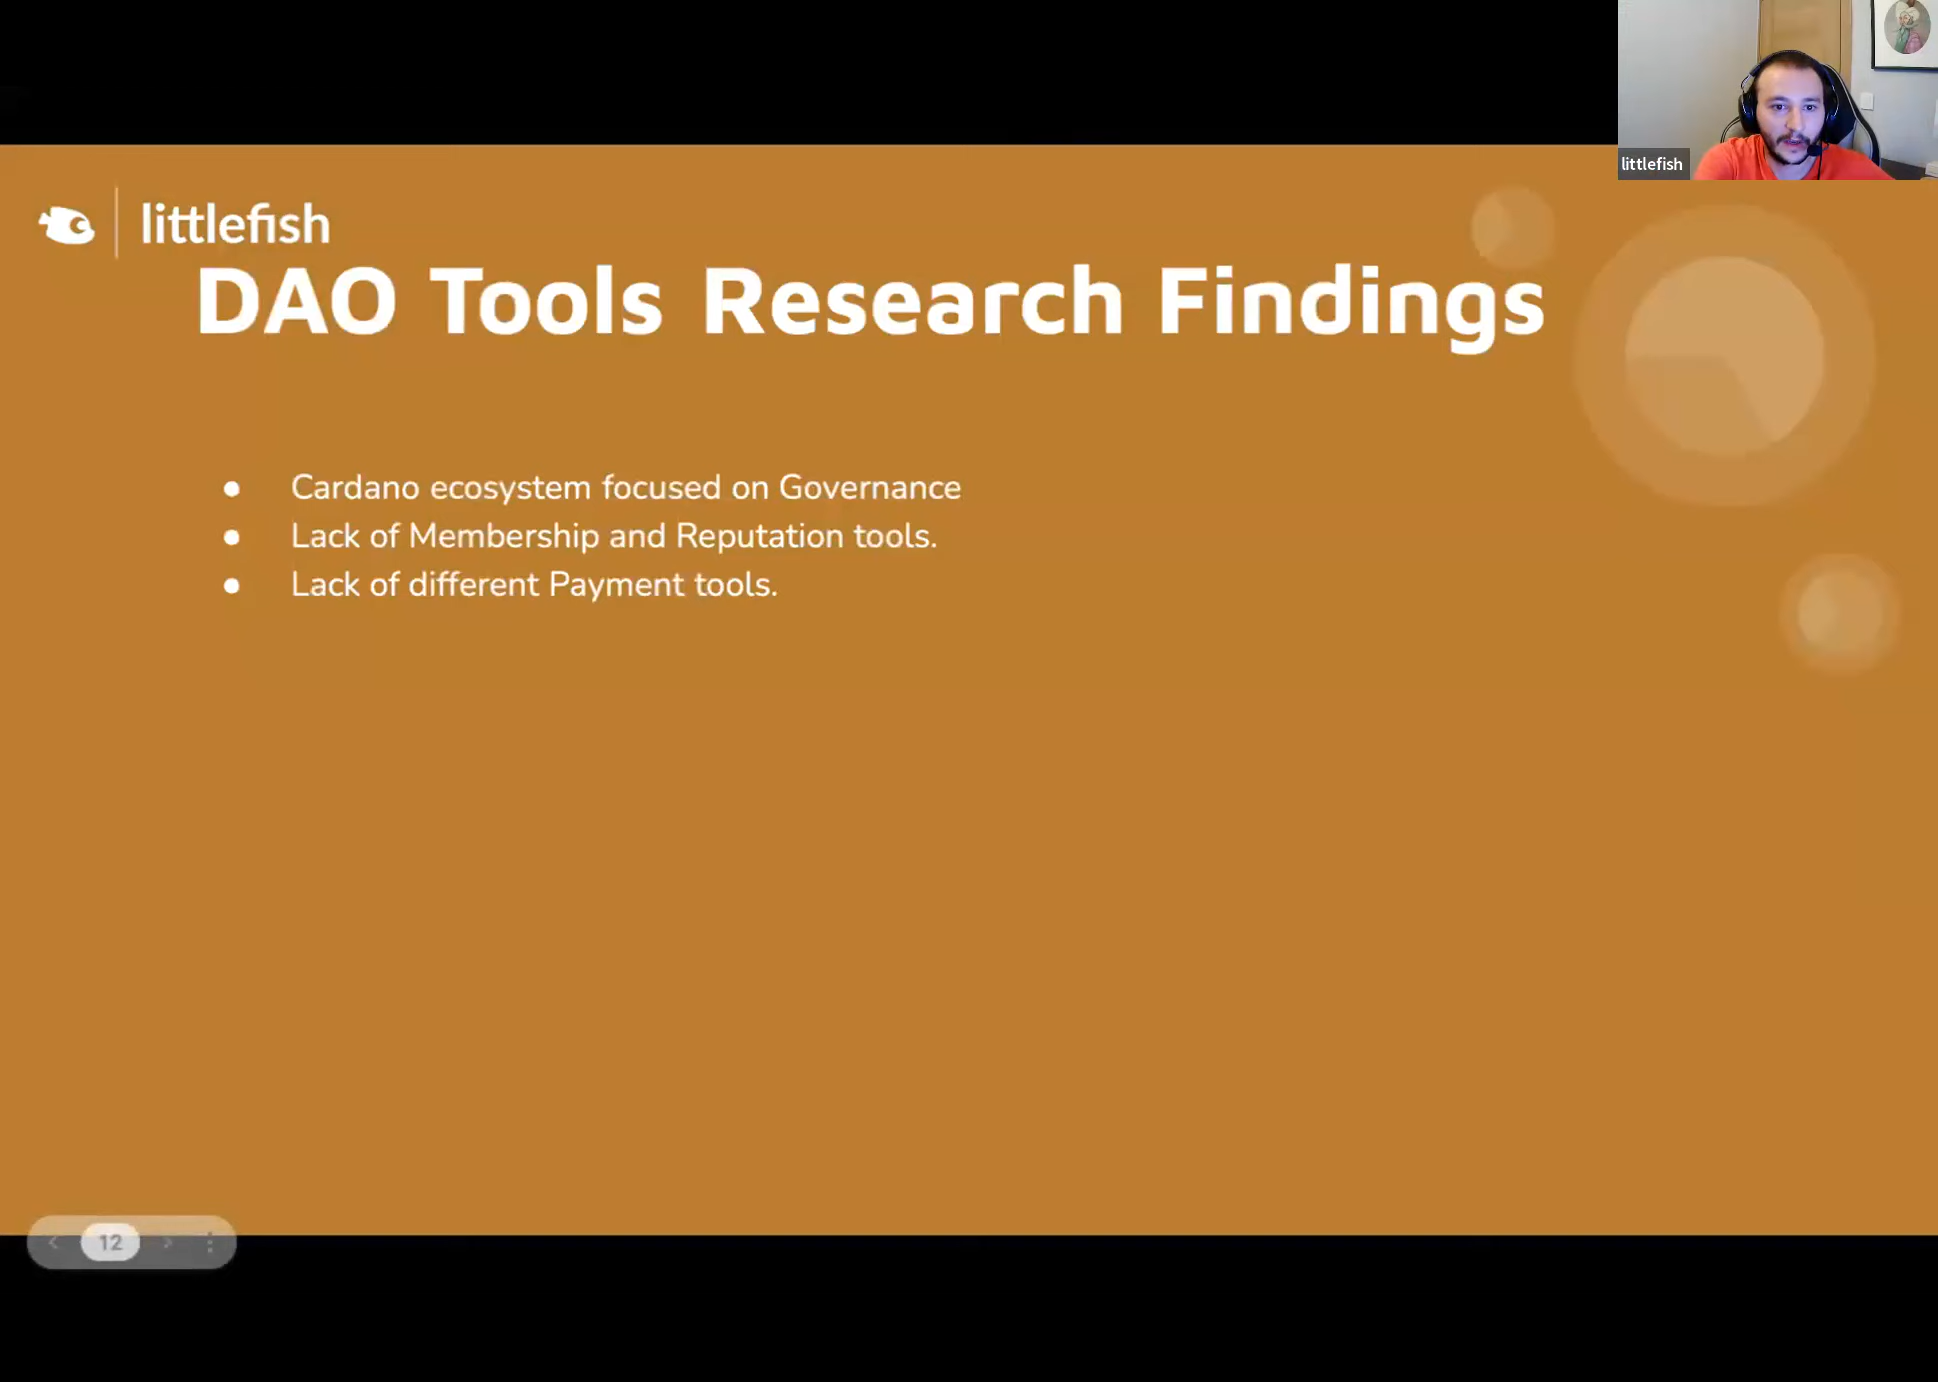 littlefish
littlefish
DAO Tools Research Findings
● Cardano ecosystem focused on Governance
● Lack of Membership and Reputation tools.
● Lack of different Payment tools.
12